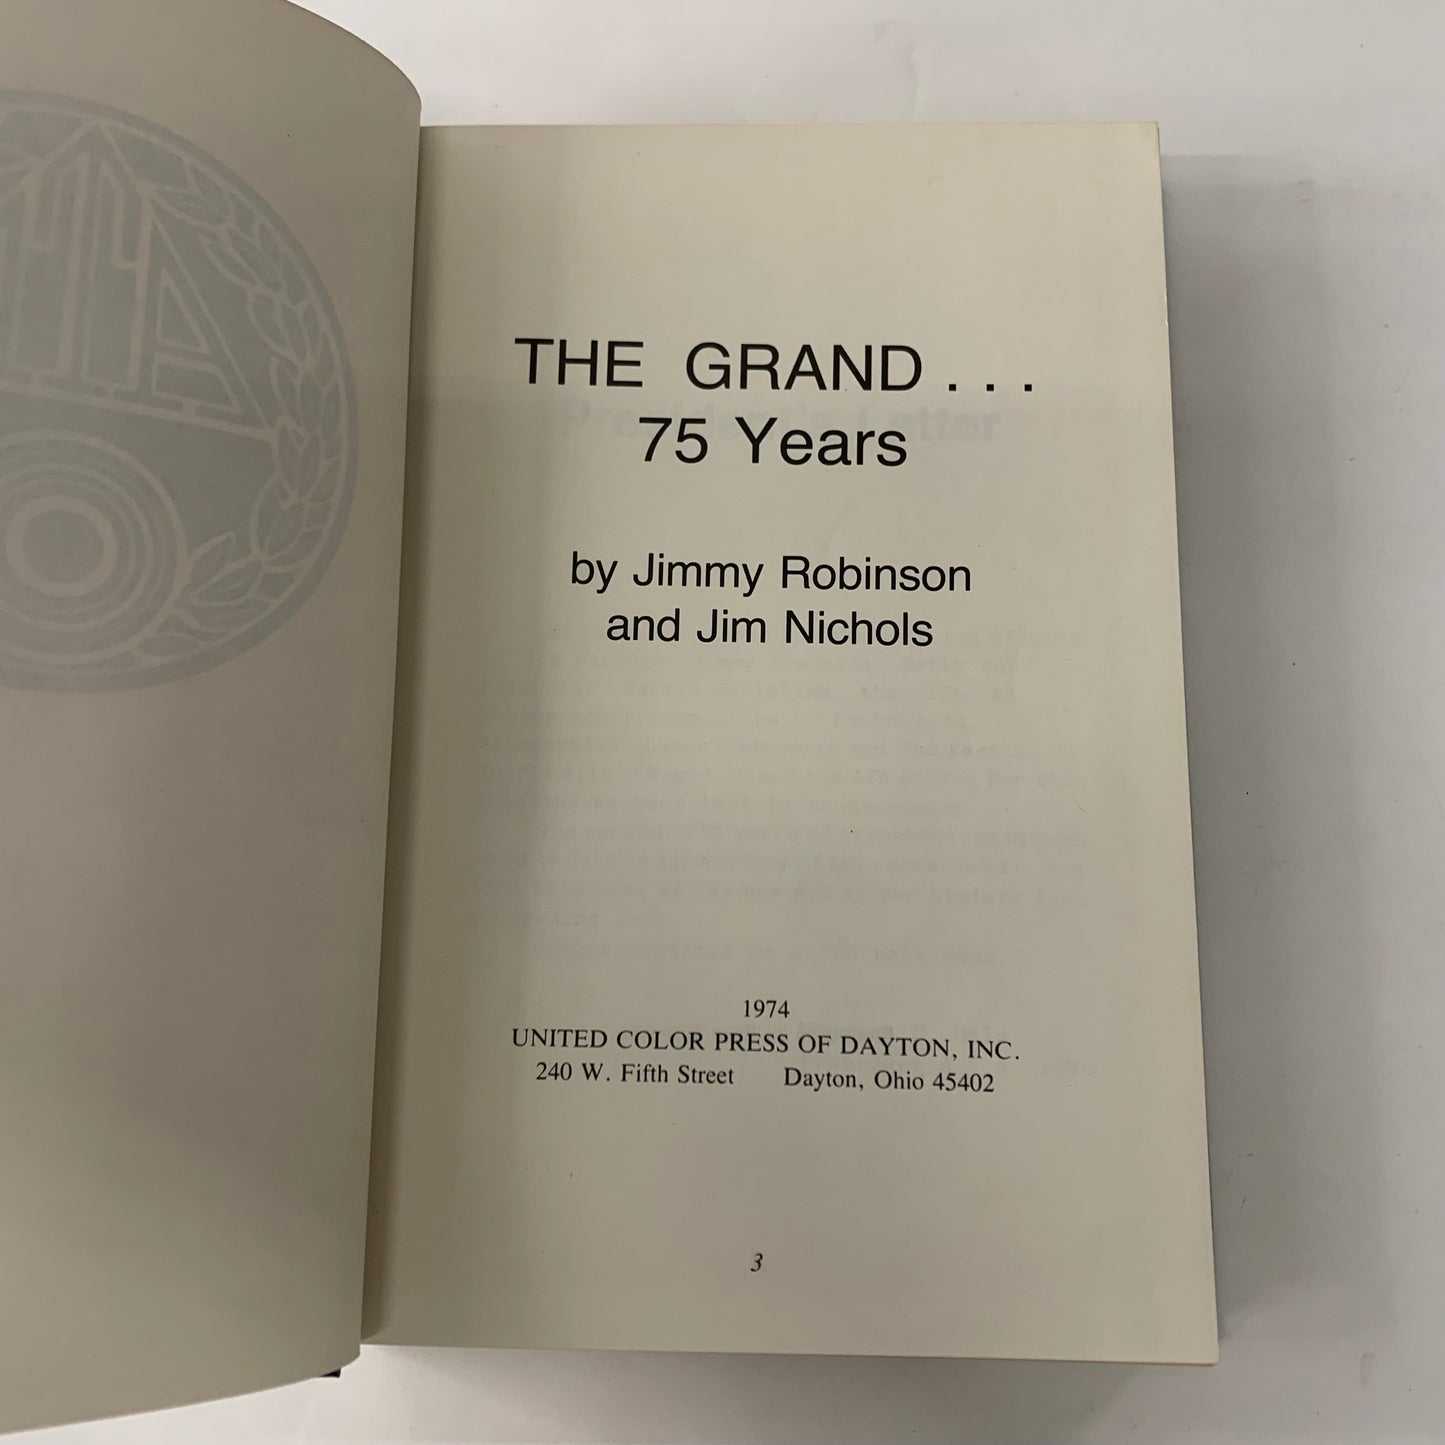 ATA
THE GRAND . . .
75 Years
by Jimmy Robinson
and Jim Nichols
1974
UNITED COLOR PRESS OF DAYTON, INC.
240 W. Fifth Street Dayton, Ohio 45402
3